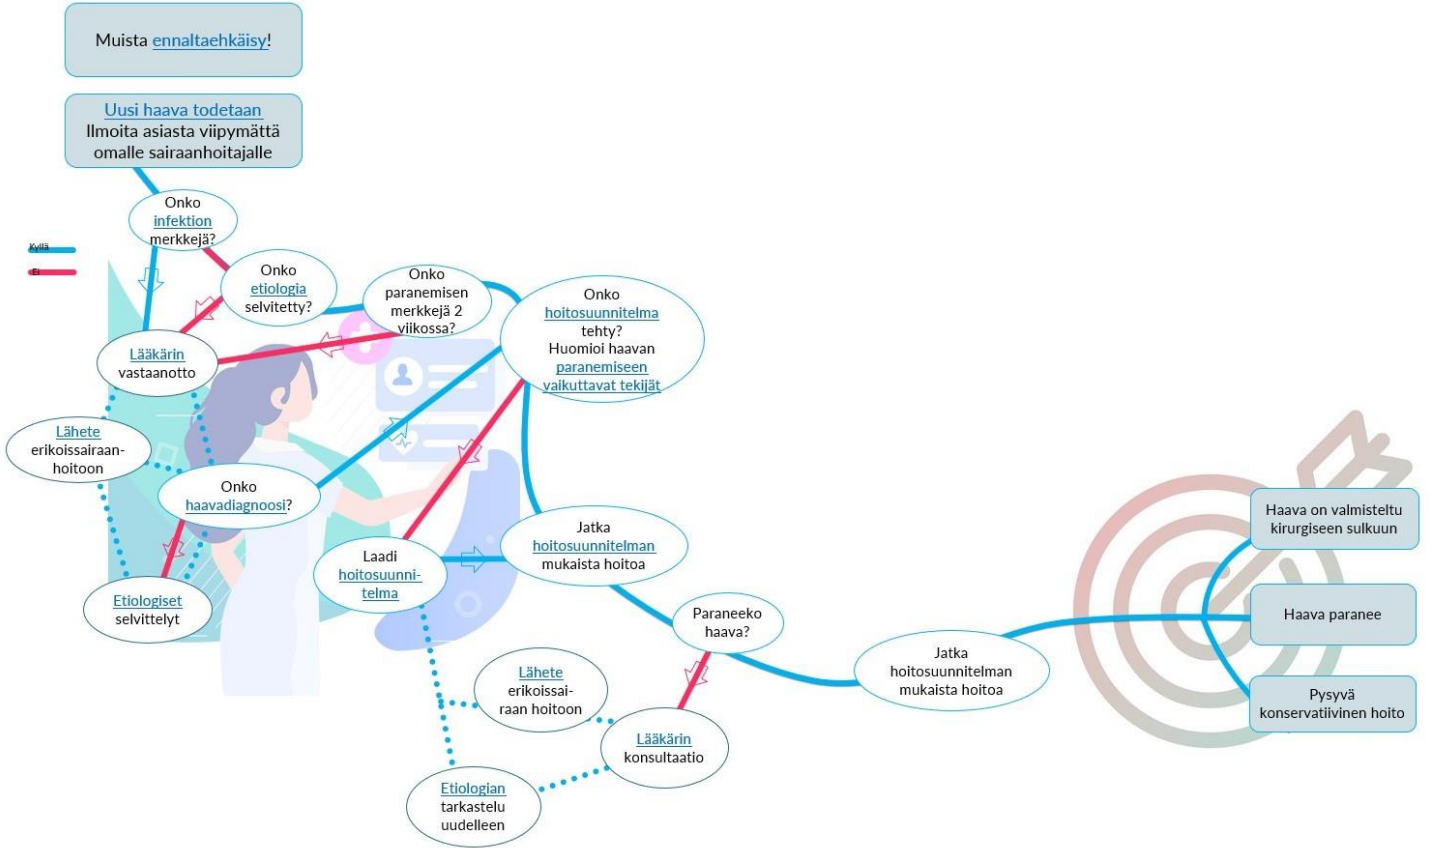 Muista ennaltaehkäisy!
Uusi haava todetaan
Ilmoita asiasta viipymättä
omalle sairaanhoitajalle
Onko
infektion
merkkejä?
Kyllä
Ei
Onko
etiologia
selvitetty?
Onko
paranemisen
merkkejä 2
viikossa?
Onko
hoitosuunnitelma
tehty?
Huomioi haavan
paranemiseen
vaikuttavat tekijät
Lääkärin
vastaanotto
Lähete
erikoissairaan-
hoitoon
Onko
haavadiagnoosi?
Etiologiset
selvittelyt
Laadi
hoitosuunni-
telma
Jatka
hoitosuunnitelman
mukaista hoitoa
Paraneeko
haava?
Lähete
erikoissai-
raan hoitoon
Lääkärin
konsultaatio
Etiologian
tarkastelu
uudelleen
Jatka
hoitosuunnitelman
mukaista hoitoa
Haava on valmisteltu
kirurgiseen sulkuun
Haava paranee
Pysyvä
konservatiivinen hoito